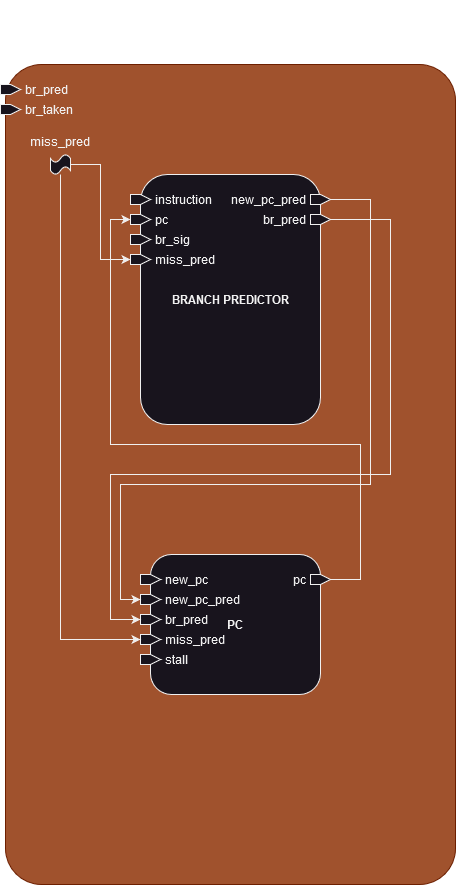 br_pred
br_taken
miss_pred
instruction new_pc_pred
pc br_pred
br_sig
miss_pred
BRANCH PREDICTOR
new_pc pc
new_pc_pred
br_pred
PC
miss_pred
stall